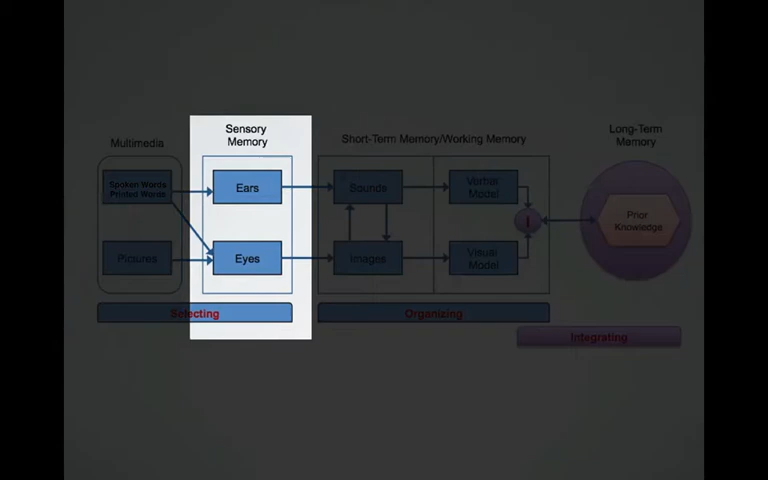 Multimedia
Sensory
Memory
Short-Term Memory/Working Memory
Long-Term
Memory
Spoken Words
Printed Words
Ears
Sounds
Verbal
Model
I
Prior
Knowledge
Pictures
Eyes
Images
Visual
Model
Selecting
Organizing
Integrating